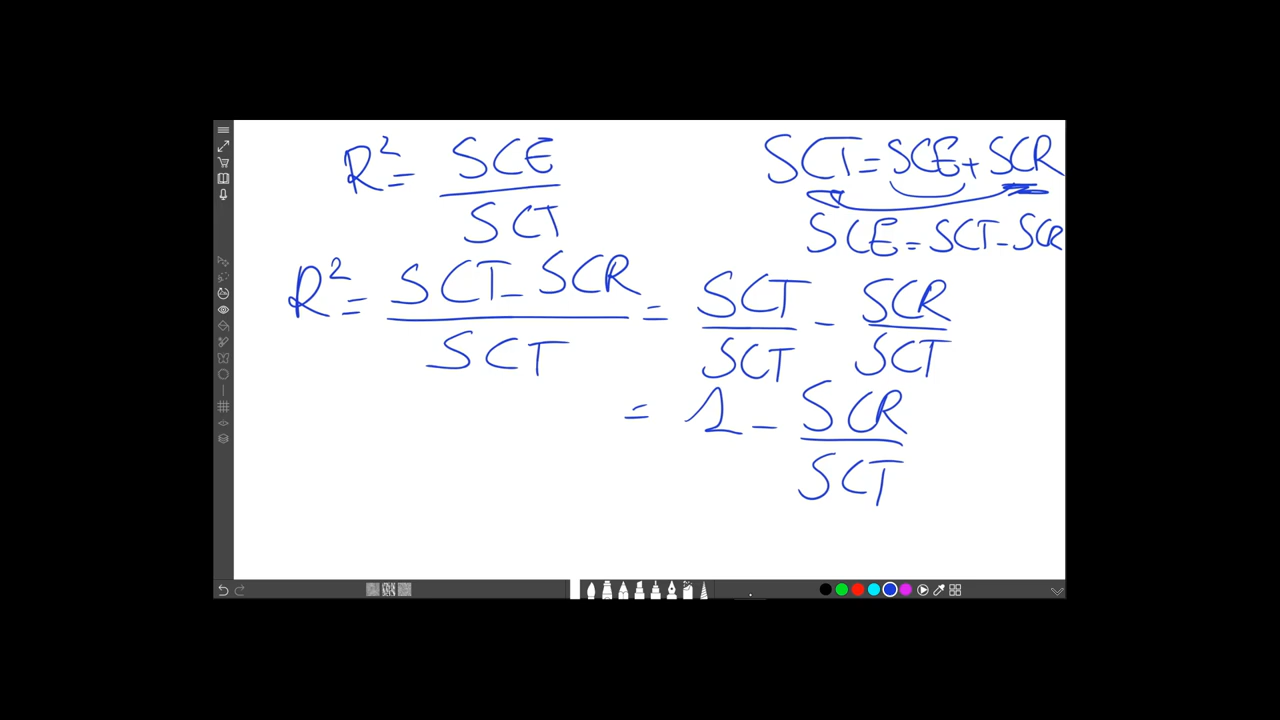 R² = SCE / SCT
SCT = SCE + SCR
SCE = SCT - SCR
R² = (SCT - SCR) / SCT = SCT / SCT - SCR / SCT
= 1 - SCR / SCT